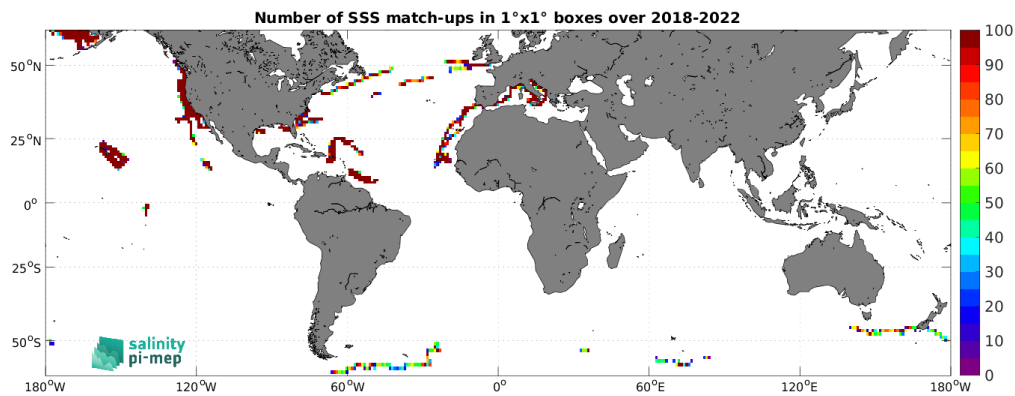 Number of SSS match-ups in 1°x1° boxes over 2018-2022
50°N
25°N
0°
25°S
50°S
180°W
120°W
60°W
0°
60°E
120°E
180°W
100
90
80
70
60
50
40
30
20
10
0
salinity
pi-mep